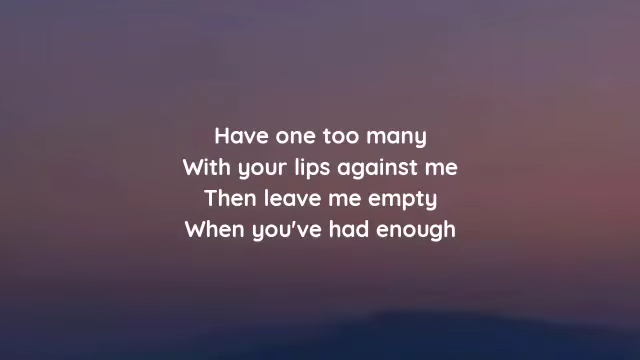 Have one too many
With your lips against me
Then leave me empty
When you've had enough